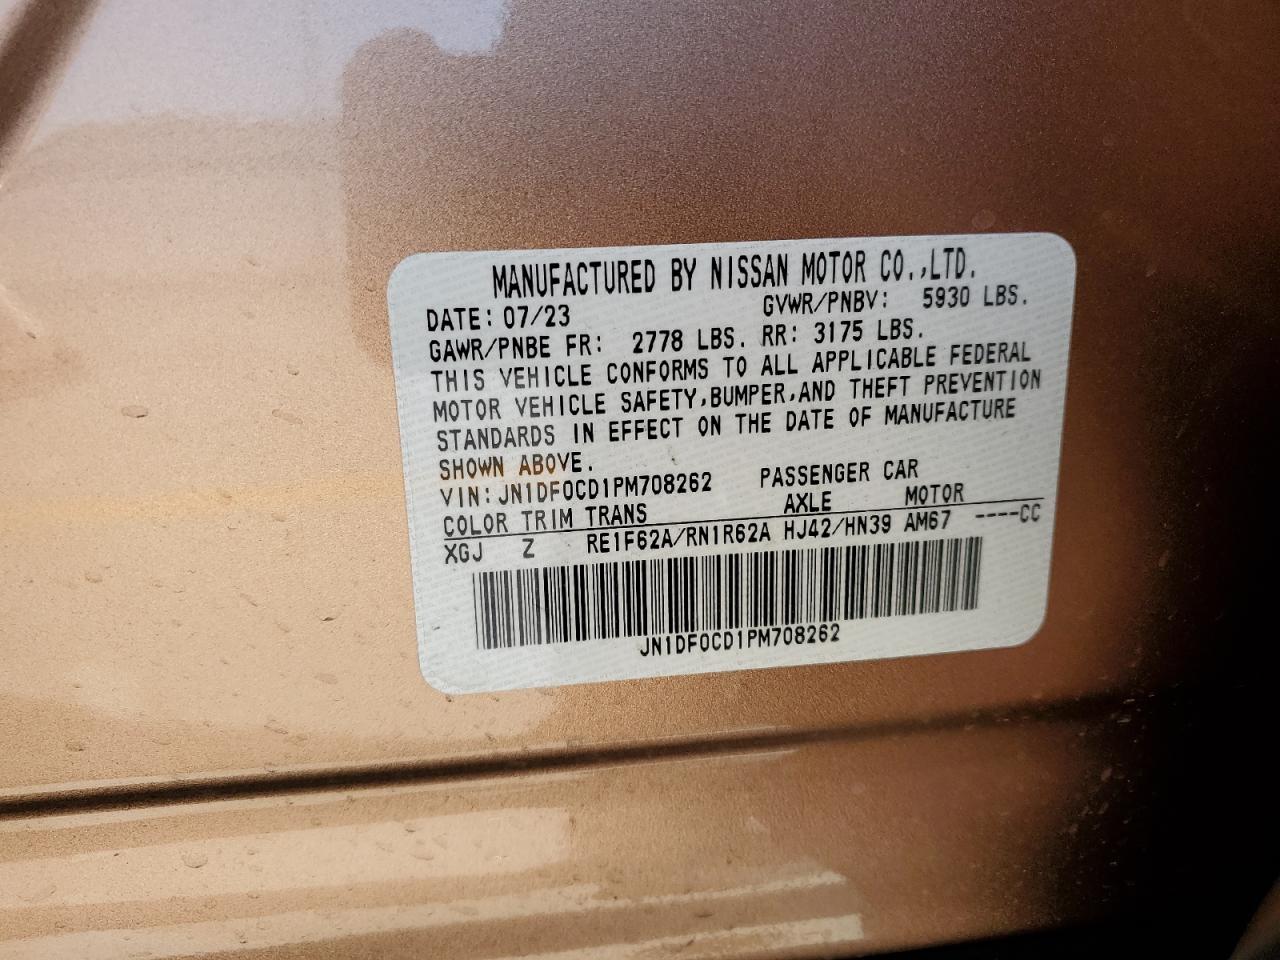 MANUFACTURED BY NISSAN MOTOR CO.,LTD.
DATE: 07/23 GVWR/PNBV: 5930 LBS.
GAWR/PNBE FR: 2778 LBS. RR: 3175 LBS.
THIS VEHICLE CONFORMS TO ALL APPLICABLE FEDERAL
MOTOR VEHICLE SAFETY,BUMPER,AND THEFT PREVENTION
STANDARDS IN EFFECT ON THE DATE OF MANUFACTURE
SHOWN ABOVE.
VIN: JN1DF0CD1PM708262 PASSENGER CAR
COLOR TRIM TRANS AXLE MOTOR
XGJ Z RE1F62A/RN1R62A HJ42/HN39 AM67 ----CC
JN1DF0CD1PM708262